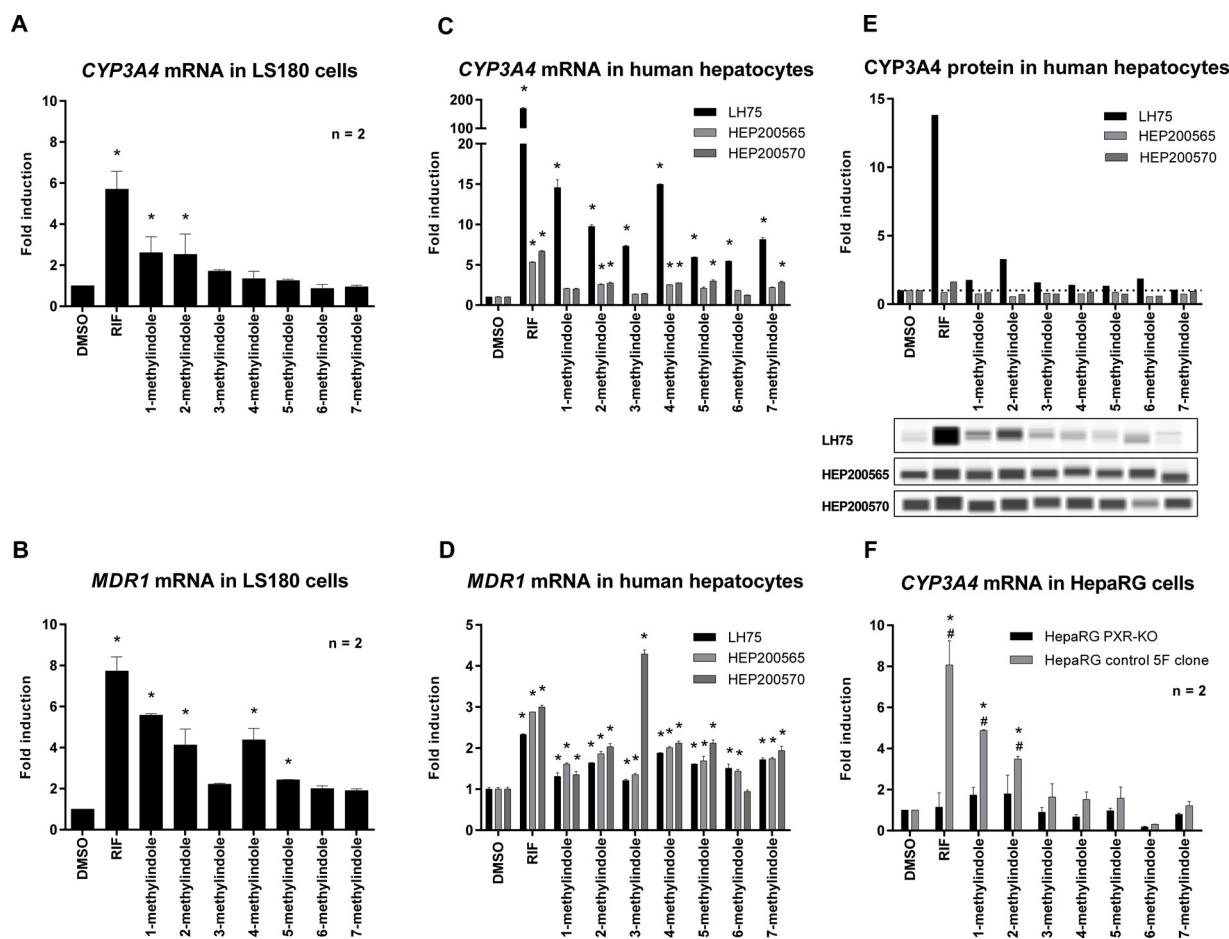 A
CYP3A4 mRNA in LS180 cells
Fold induction
10
8
6
4
2
0
n = 2
*
*
*
DMSO
RIF
1-methylindole
2-methylindole
3-methylindole
4-methylindole
5-methylindole
6-methylindole
7-methylindole
B
MDR1 mRNA in LS180 cells
Fold induction
10
8
6
4
2
0
n = 2
*
*
*
*
*
DMSO
RIF
1-methylindole
2-methylindole
3-methylindole
4-methylindole
5-methylindole
6-methylindole
7-methylindole
C
CYP3A4 mRNA in human hepatocytes
Fold induction
200
100
20
15
10
5
0
LH75
HEP200565
HEP200570
*
* *
*
*
* *
*
*
* *
*
*
*
*
*
DMSO
RIF
1-methylindole
2-methylindole
3-methylindole
4-methylindole
5-methylindole
6-methylindole
7-methylindole
D
MDR1 mRNA in human hepatocytes
Fold induction
5
4
3
2
1
0
LH75
HEP200565
HEP200570
* * *
* * *
* * *
* * *
* * *
* * *
* *
* * *
DMSO
RIF
1-methylindole
2-methylindole
3-methylindole
4-methylindole
5-methylindole
6-methylindole
7-methylindole
E
CYP3A4 protein in human hepatocytes
Fold induction
15
10
5
0
LH75
HEP200565
HEP200570
DMSO
RIF
1-methylindole
2-methylindole
3-methylindole
4-methylindole
5-methylindole
6-methylindole
7-methylindole
LH75
HEP200565
HEP200570
F
CYP3A4 mRNA in HepaRG cells
Fold induction
10
8
6
4
2
0
HepaRG PXR-KO
HepaRG control 5F clone
n = 2
*
#
*
#
*
#
DMSO
RIF
1-methylindole
2-methylindole
3-methylindole
4-methylindole
5-methylindole
6-methylindole
7-methylindole